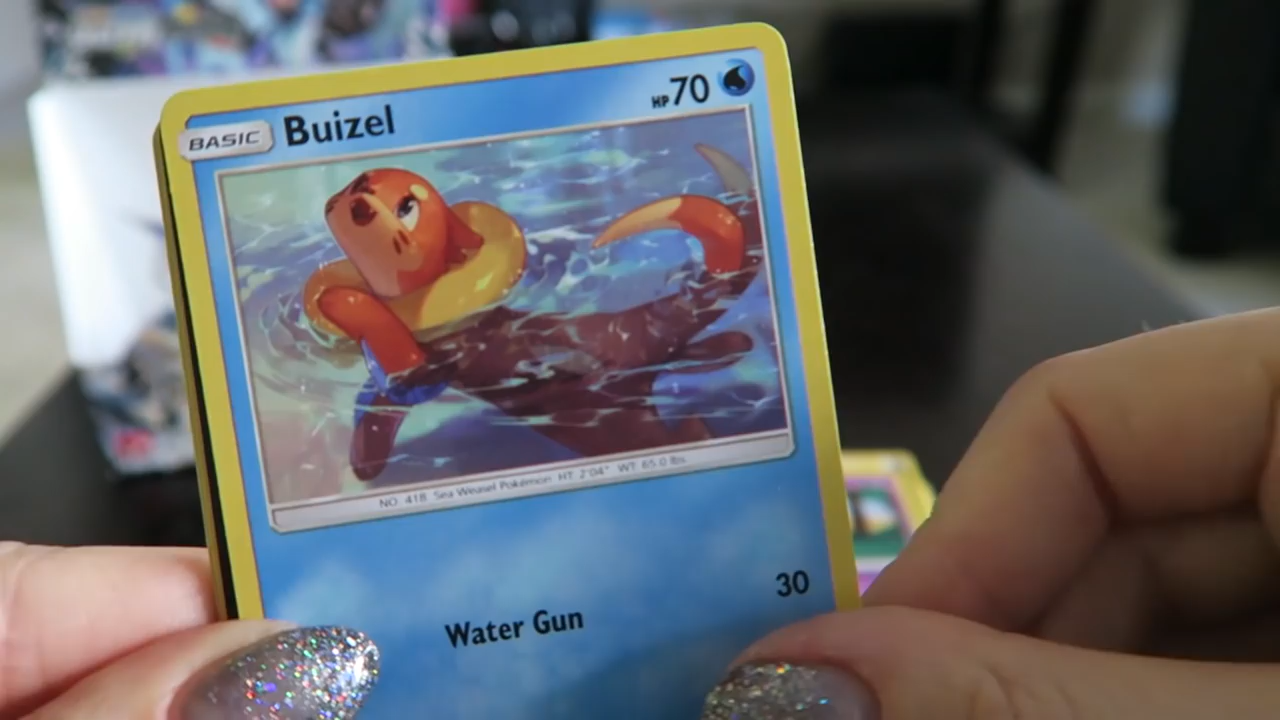 BASIC Buizel HP 70
NO. 418 Sea Weasel Pokémon HT: 2'04" WT: 65.0 lbs.
Water Gun 30